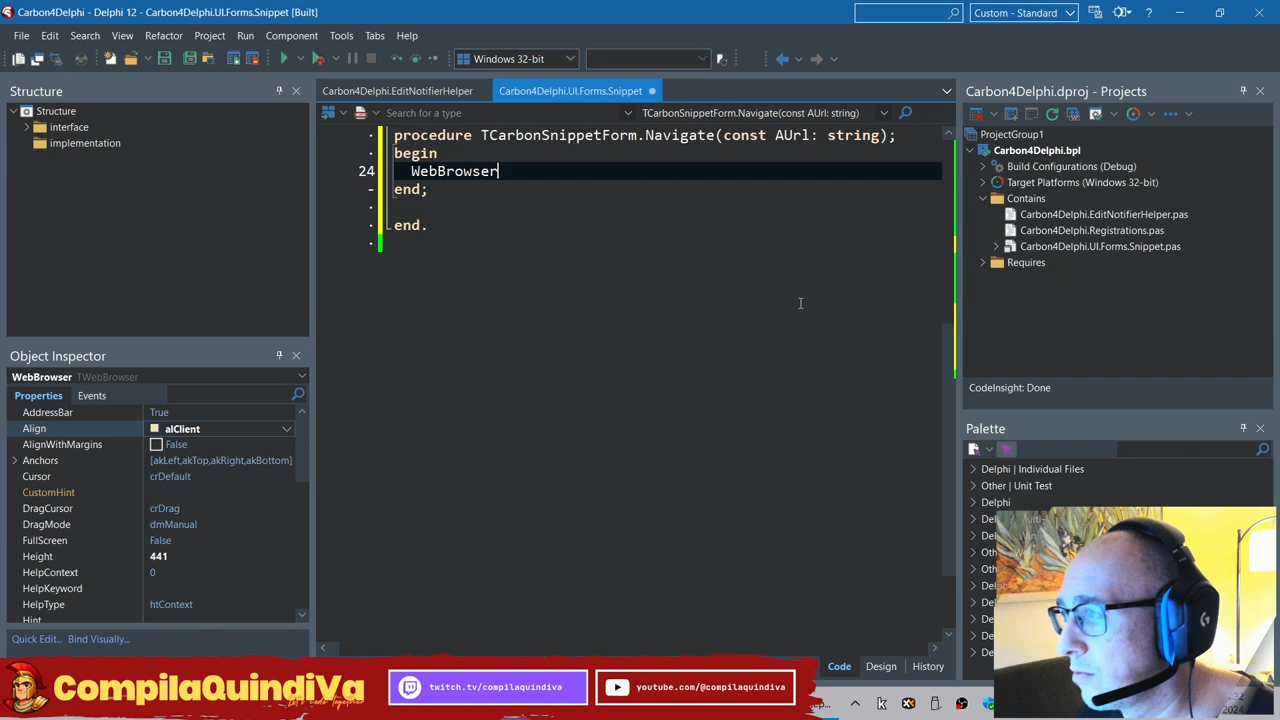 Carbon4Delphi - Delphi 12 - Carbon4Delphi.UI.Forms.Snippet [Built]
Custom - Standard
File Edit Search View Refactor Project Run Component Tools Tabs Help
Windows 32-bit
Structure
Structure
interface
implementation
Carbon4Delphi.EditNotifierHelper
Carbon4Delphi.UI.Forms.Snippet
Search for a type
TCarbonSnippetForm.Navigate(const AUrl: string)
procedure TCarbonSnippetForm.Navigate(const AUrl: string);
begin
24 WebBrowser
end;
end.
Carbon4Delphi.dproj - Projects
ProjectGroup1
Carbon4Delphi.bpl
Build Configurations (Debug)
Target Platforms (Windows 32-bit)
Contains
Carbon4Delphi.EditNotifierHelper.pas
Carbon4Delphi.Registrations.pas
Carbon4Delphi.UI.Forms.Snippet.pas
Requires
CodeInsight: Done
Object Inspector
WebBrowser TWebBrowser
Properties Events
AddressBar True
Align alClient
AlignWithMargins False
Anchors [akLeft,akTop,akRight,akBottom]
Cursor crDefault
CustomHint
DragCursor crDrag
DragMode dmManual
FullScreen False
Height 441
HelpContext 0
HelpKeyword
HelpType htContext
Hint
Quick Edit... Bind Visually...
Palette
Delphi | Individual Files
Other | Unit Test
Delphi
Code Design History
CompilaQuindiVa
Let's Code Together
twitch.tv/compilaquindiva
youtube.com/@compilaquindiva